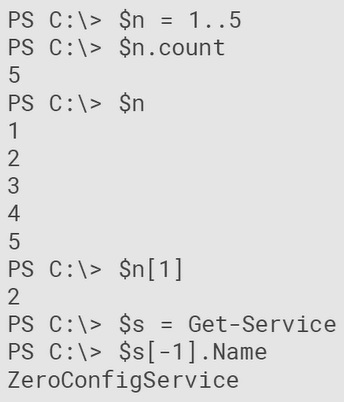 PS C:\> $n = 1..5
PS C:\> $n.count
5
PS C:\> $n
1
2
3
4
5
PS C:\> $n[1]
2
PS C:\> $s = Get-Service
PS C:\> $s[-1].Name
ZeroConfigService